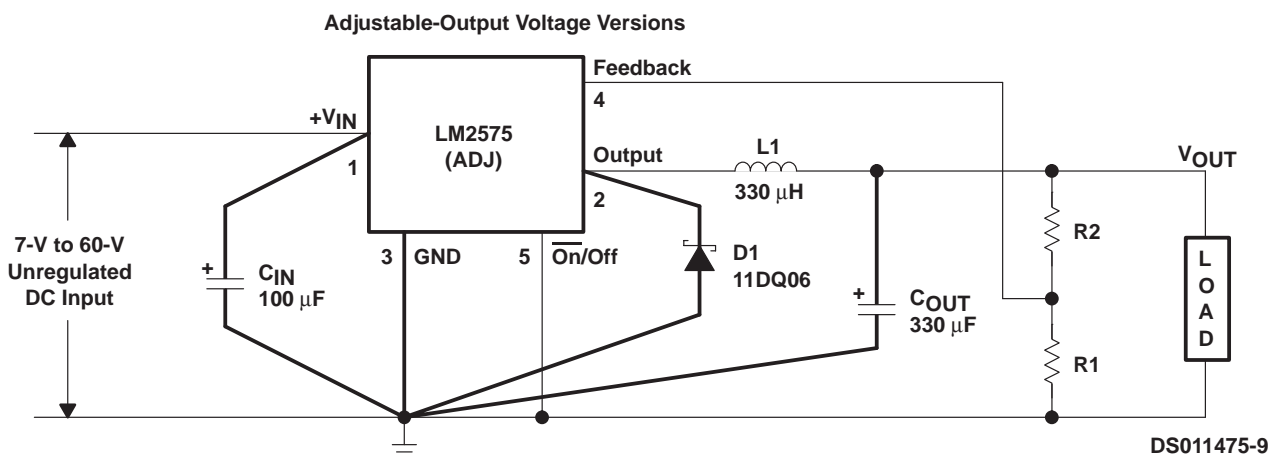 Adjustable-Output Voltage Versions
Feedback
4
+VIN
1
LM2575
(ADJ)
Output
2
L1
330 μH
VOUT
7-V to 60-V
Unregulated
DC Input
+
CIN
100 μF
3
GND
5
On/Off
D1
11DQ06
+
COUT
330 μF
R2
R1
L
O
A
D
DS011475-9